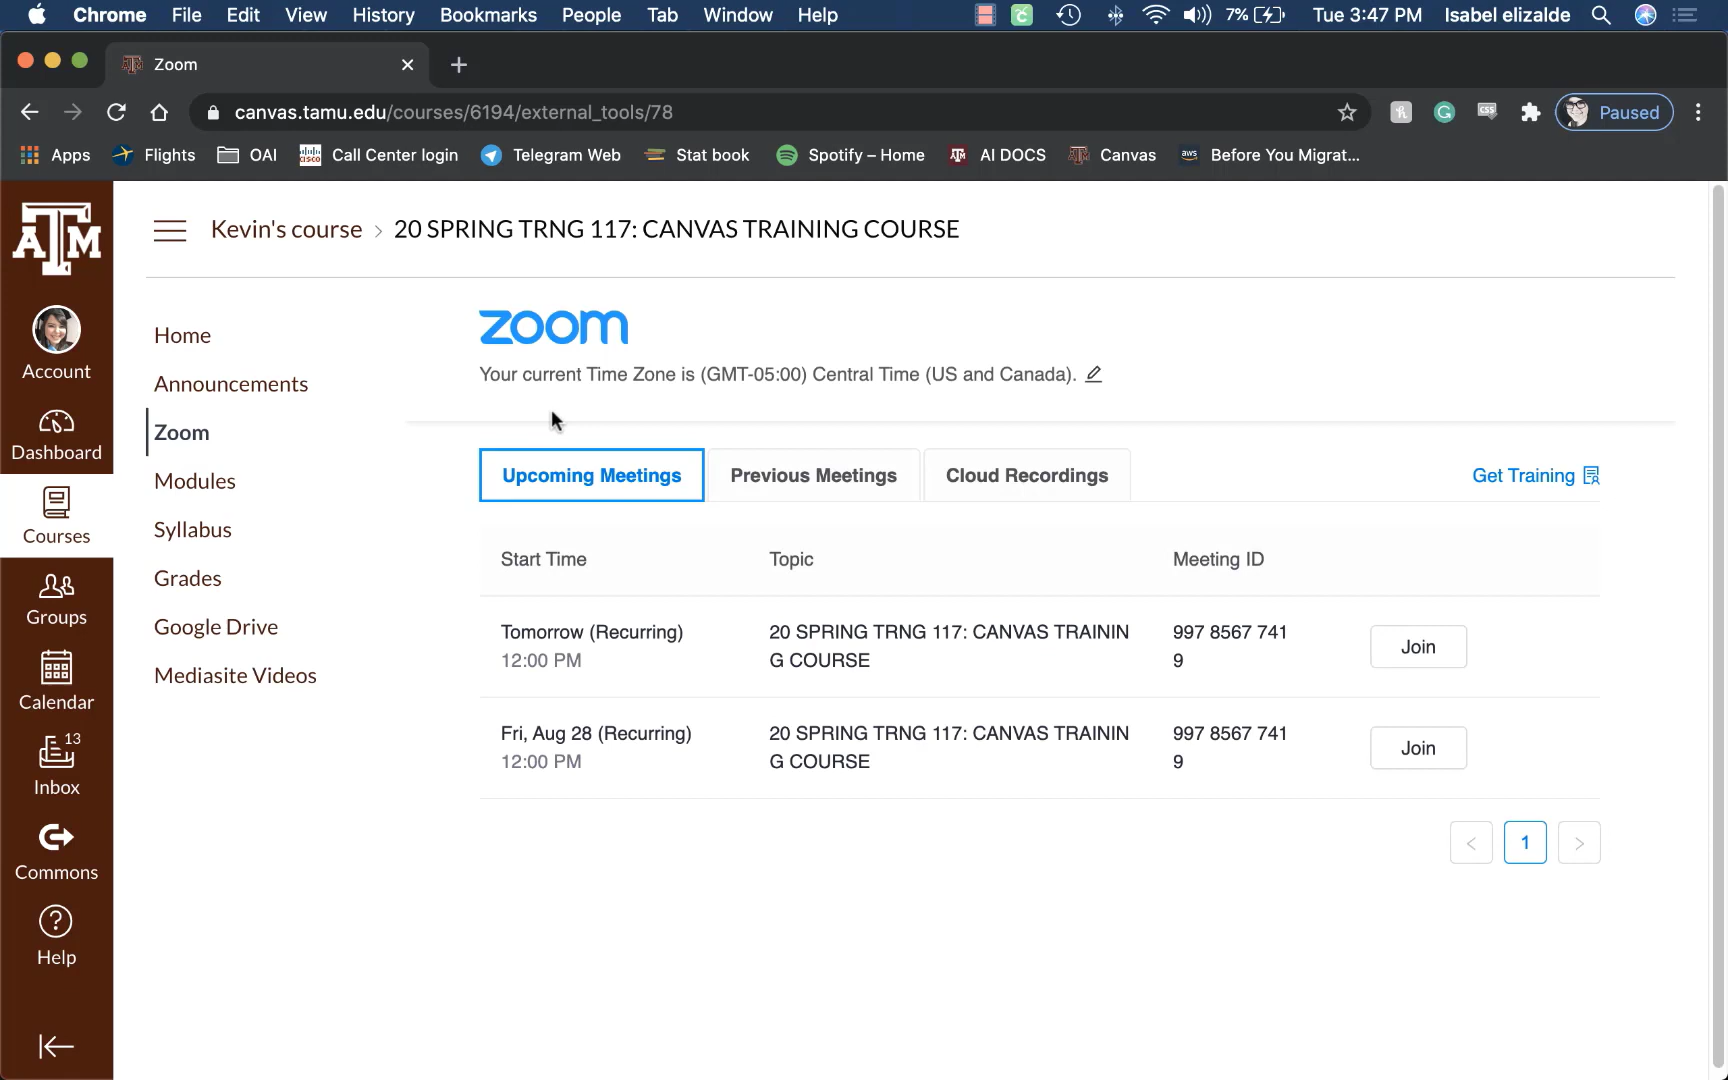 Chrome File Edit View History Bookmarks People Tab Window Help 7% Tue 3:47 PM Isabel elizalde
Zoom
canvas.tamu.edu/courses/6194/external_tools/78 Paused
Apps Flights OAI Call Center login Telegram Web Stat book Spotify – Home AI DOCS Canvas Before You Migrat...
Kevin's course › 20 SPRING TRNG 117: CANVAS TRAINING COURSE
Account
Dashboard
Courses
Groups
Calendar
13
Inbox
Commons
Help
Home
Announcements
Zoom
Modules
Syllabus
Grades
Google Drive
Mediasite Videos
zoom
Your current Time Zone is (GMT-05:00) Central Time (US and Canada).
Upcoming Meetings Previous Meetings Cloud Recordings Get Training
Start Time Topic Meeting ID
Tomorrow (Recurring) 20 SPRING TRNG 117: CANVAS TRAININ 997 8567 741
12:00 PM G COURSE 9
Join
Fri, Aug 28 (Recurring) 20 SPRING TRNG 117: CANVAS TRAININ 997 8567 741
12:00 PM G COURSE 9
Join
< 1 >